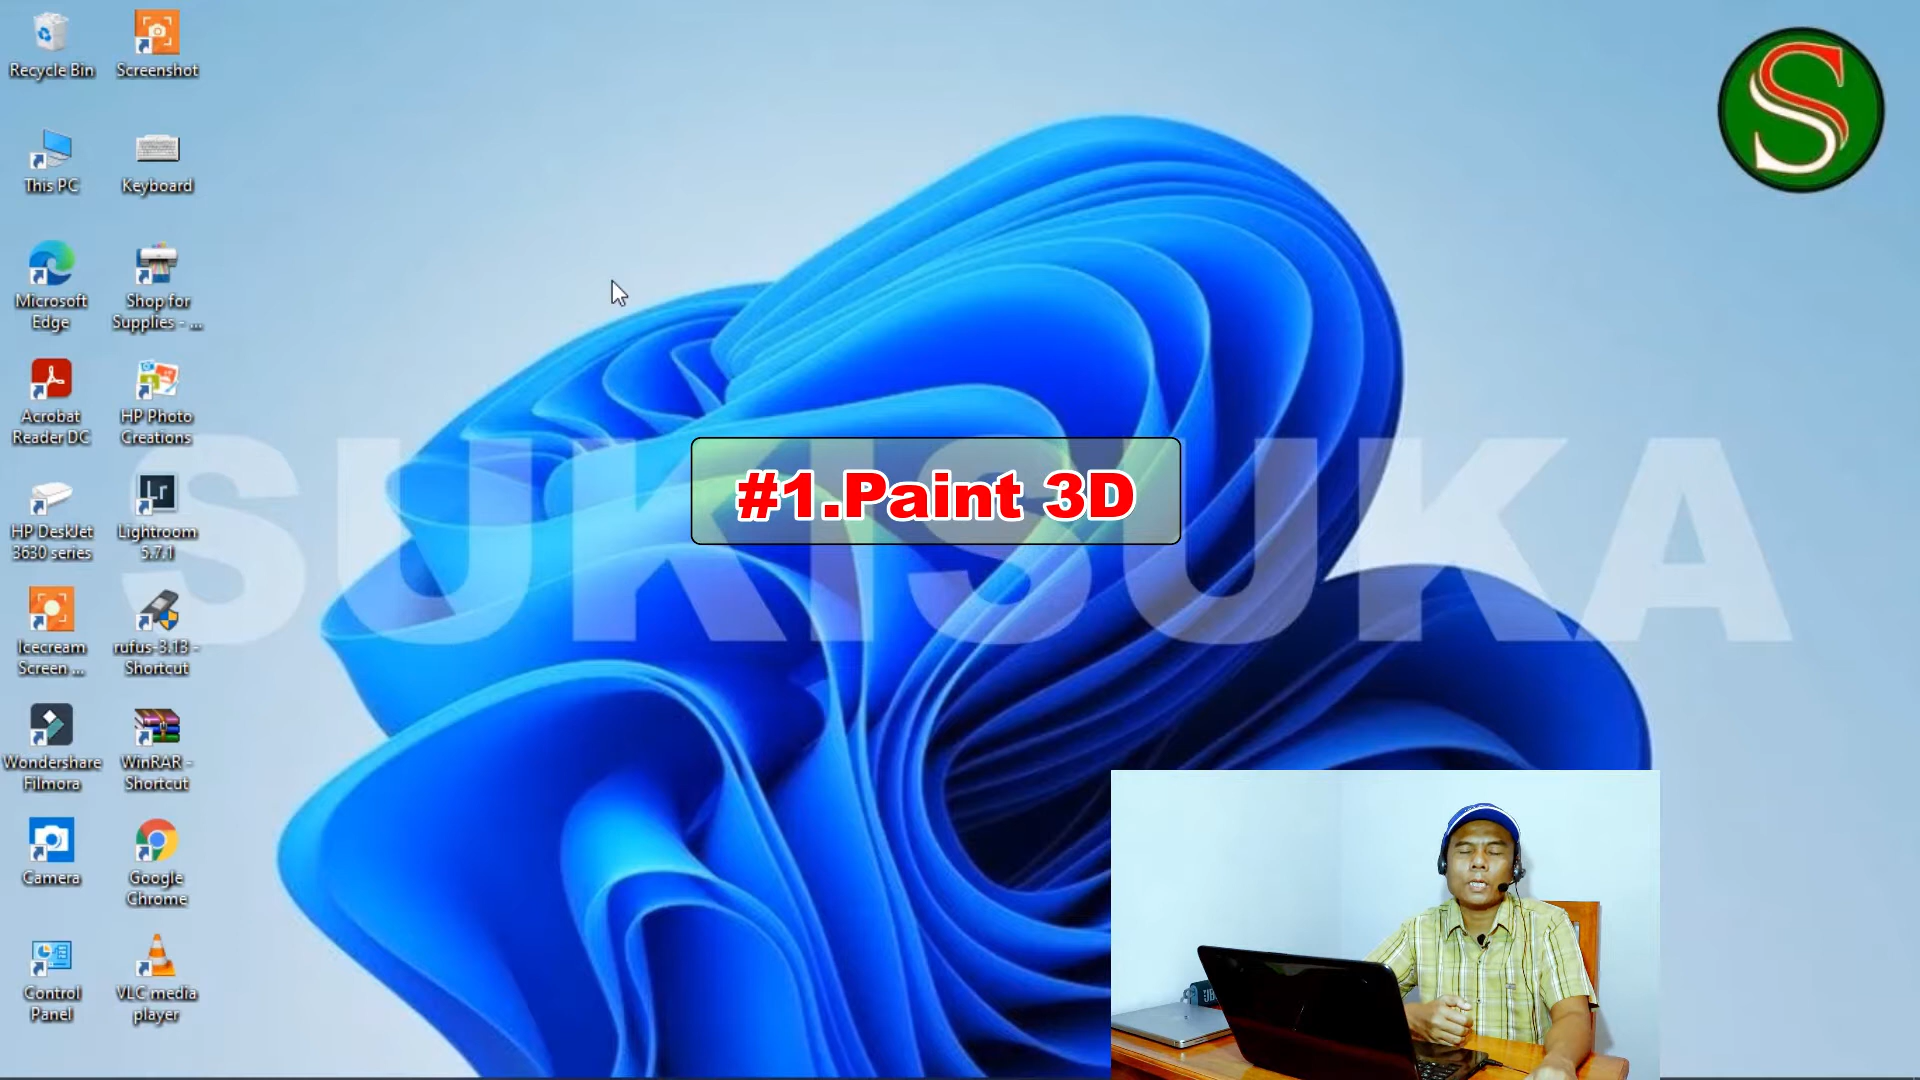 Recycle Bin
Screenshot
This PC
Keyboard
Microsoft
Edge
Shop for
Supplies - ...
Acrobat
Reader DC
HP Photo
Creations
HP DeskJet
3630 series
Lr
Lightroom
5.7.1
Icecream
Screen ...
rufus-3.13 -
Shortcut
Wondershare
Filmora
WinRAR -
Shortcut
Camera
Google
Chrome
Control
Panel
VLC media
player
S
#1.Paint 3D
SUKISUKA